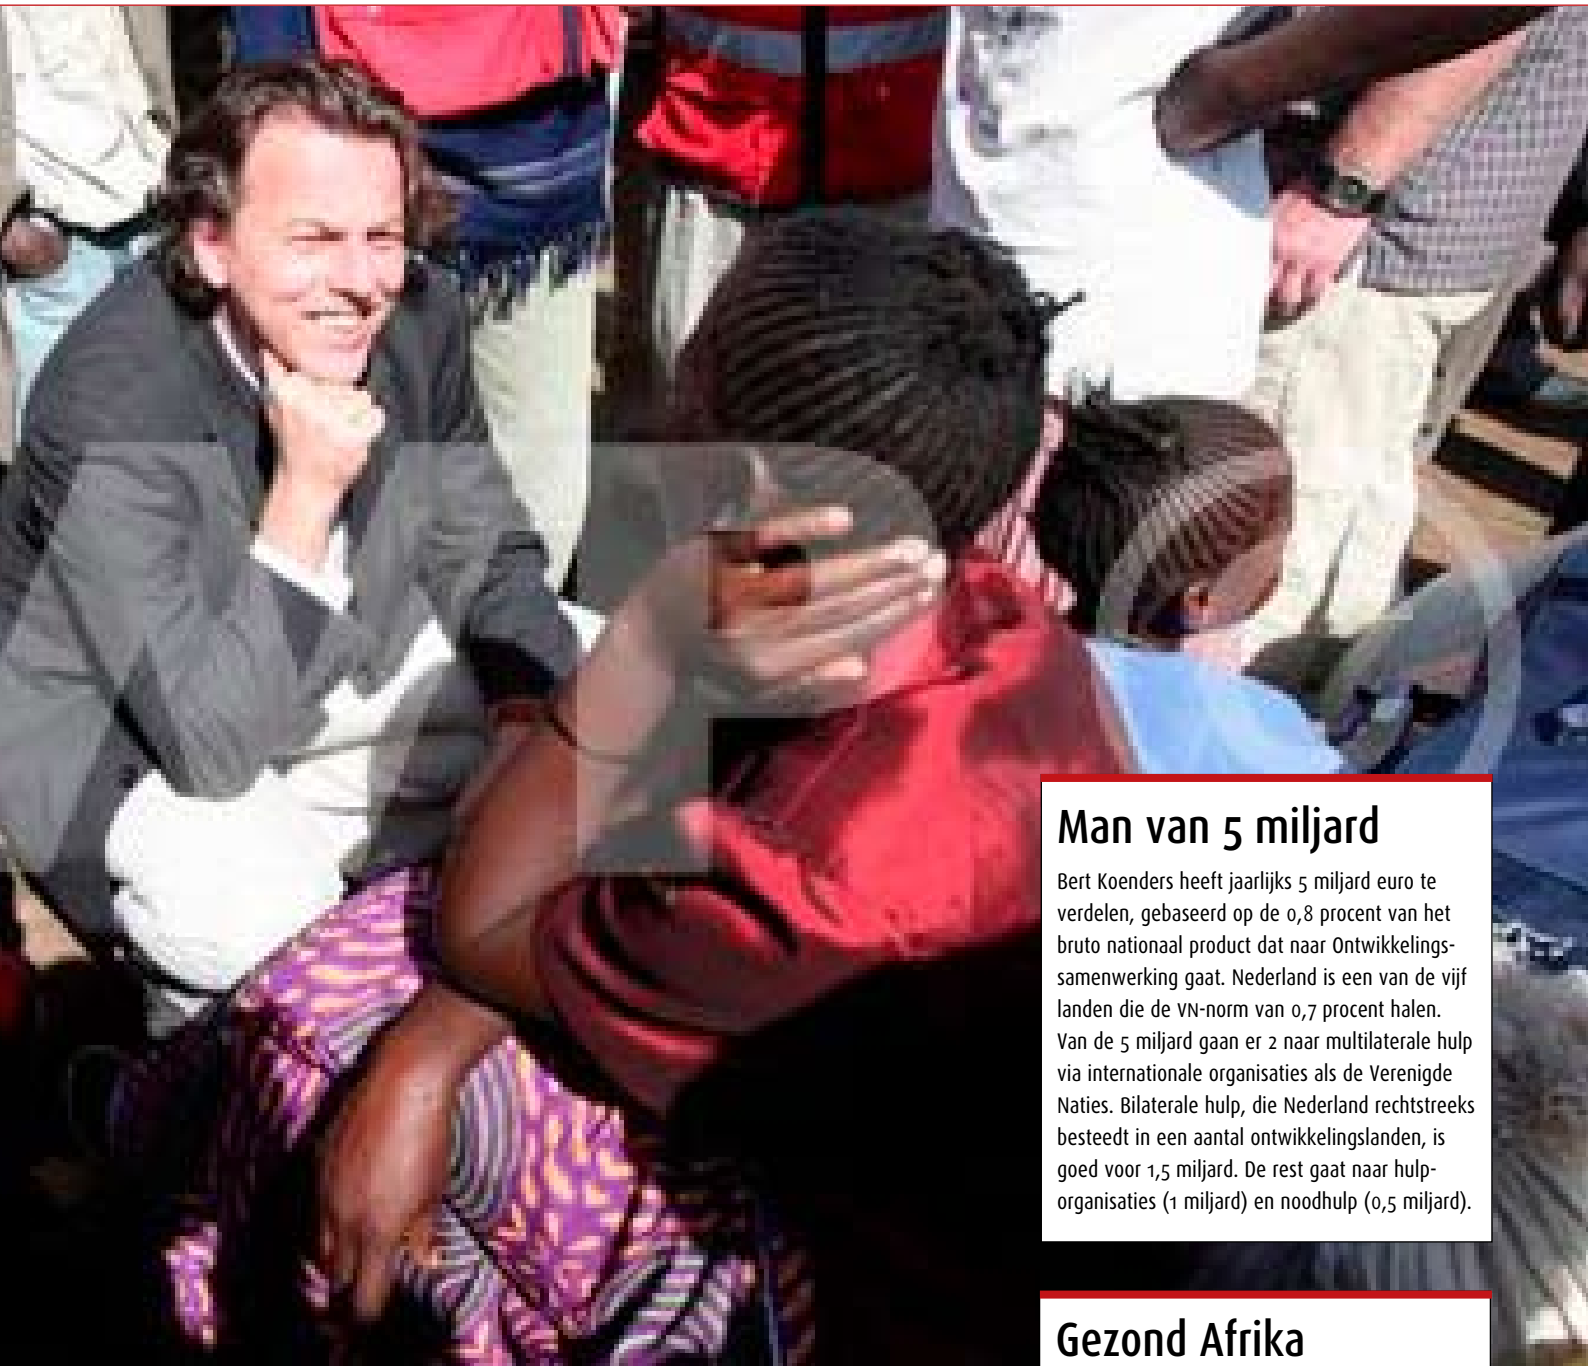 Man van 5 miljard
Bert Koenders heeft jaarlijks 5 miljard euro te
verdelen, gebaseerd op de 0,8 procent van het
bruto nationaal product dat naar Ontwikkelings-
samenwerking gaat. Nederland is een van de vijf
landen die de VN-norm van 0,7 procent halen.
Van de 5 miljard gaan er 2 naar multilaterale hulp
via internationale organisaties als de Verenigde
Naties. Bilaterale hulp, die Nederland rechtstreeks
besteedt in een aantal ontwikkelingslanden, is
goed voor 1,5 miljard. De rest gaat naar hulp-
organisaties (1 miljard) en noodhulp (0,5 miljard).
Gezond Afrika